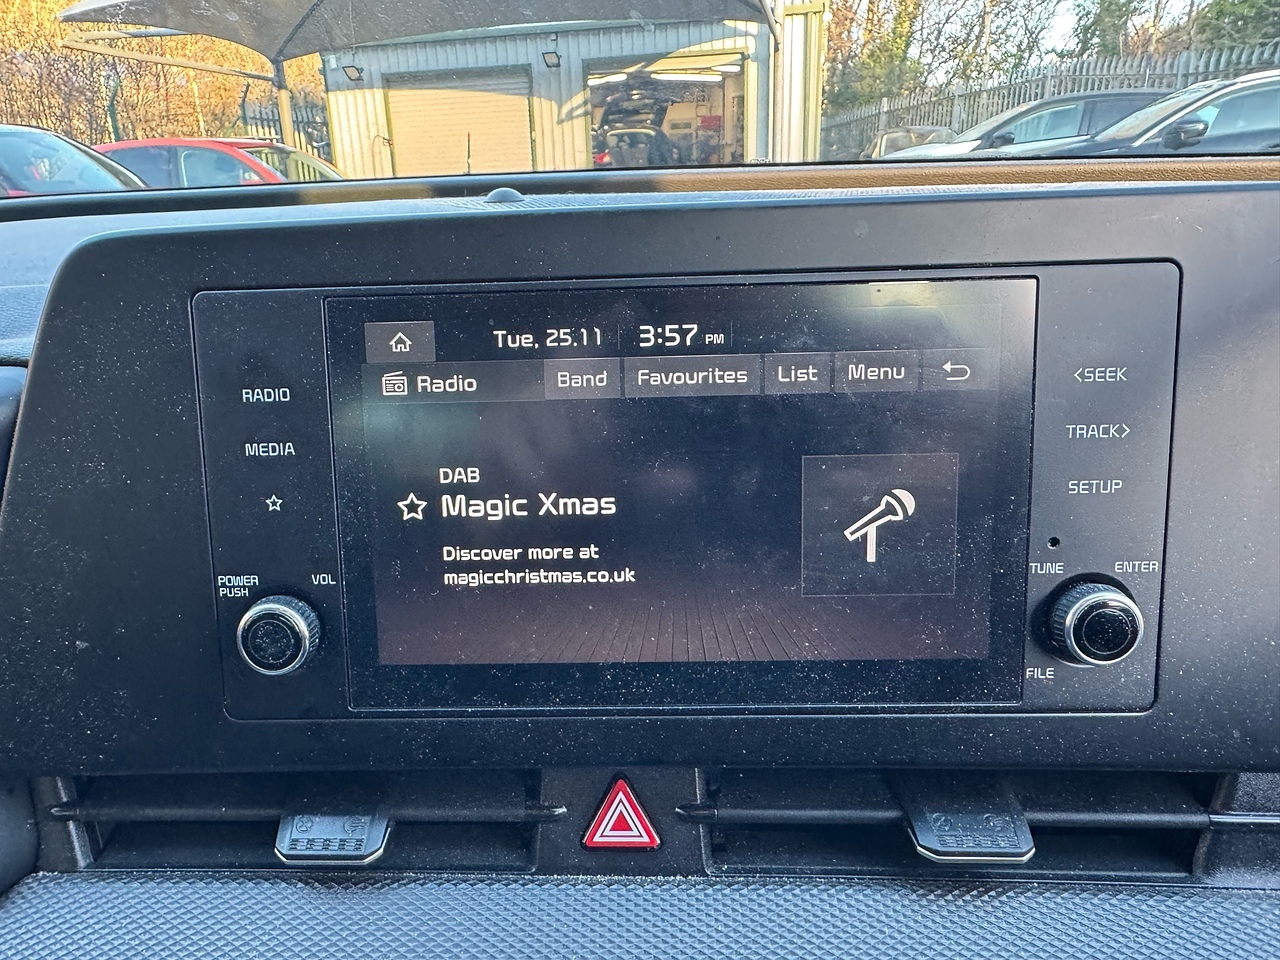 Tue, 25.11 3:57 PM
Radio Band Favourites List Menu
RADIO
MEDIA
DAB
Magic Xmas
Discover more at
magicchristmas.co.uk
POWER
PUSH
VOL
<SEEK
TRACK>
SETUP
TUNE ENTER
FILE